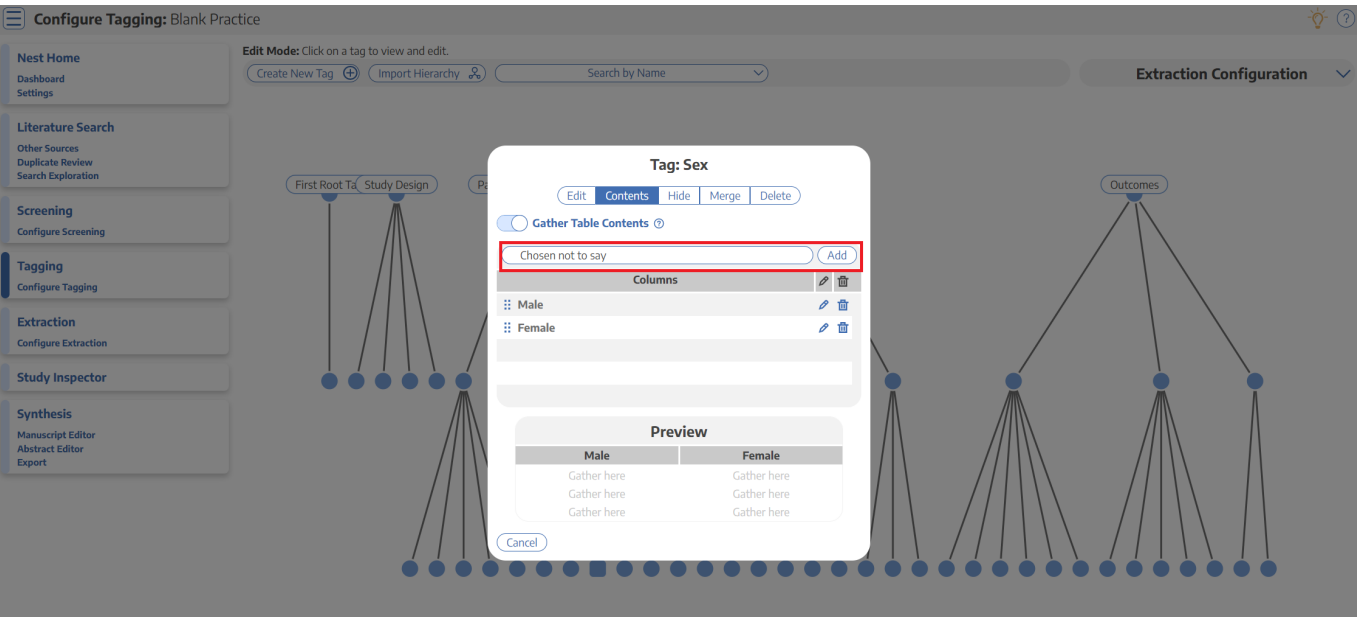 Configure Tagging: Blank Practice
Nest Home
Dashboard
Settings
Literature Search
Other Sources
Duplicate Review
Search Exploration
Screening
Configure Screening
Tagging
Configure Tagging
Extraction
Configure Extraction
Study Inspector
Synthesis
Manuscript Editor
Abstract Editor
Export
Edit Mode: Click on a tag to view and edit.
Create New Tag
Import Hierarchy
Search by Name
Extraction Configuration
First Root Ta
Study Design
Pa
Outcomes
Tag: Sex
Edit Contents Hide Merge Delete
Gather Table Contents ?
Chosen not to say Add
Columns
Male
Female
Preview
Male Female
Gather here Gather here
Gather here Gather here
Gather here Gather here
Cancel